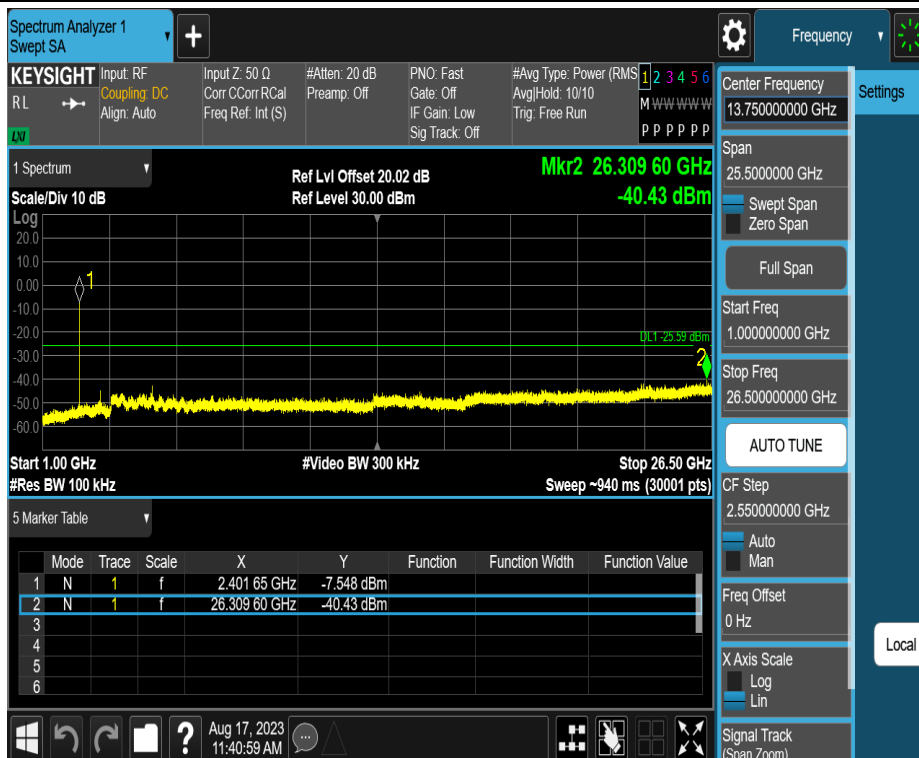 Spectrum Analyzer 1
Swept SA
+
Frequency
KEYSIGHT
RL
LXI
Input: RF
Coupling: DC
Align: Auto
Input Z: 50 Ω
Corr CCorr RCal
Freq Ref: Int (S)
#Atten: 20 dB
Preamp: Off
PNO: Fast
Gate: Off
IF Gain: Low
Sig Track: Off
#Avg Type: Power (RMS
Avg|Hold: 10/10
Trig: Free Run
1 2 3 4 5 6
M W W W W W
P P P P P P
1 Spectrum
Scale/Div 10 dB
Ref Lvl Offset 20.02 dB
Ref Level 30.00 dBm
Mkr2 26.309 60 GHz
-40.43 dBm
Log
20.0
10.0
0.00
-10.0
-20.0
-30.0
-40.0
-50.0
-60.0
1
DL1 -25.59 dBm
2
Start 1.00 GHz
#Video BW 300 kHz
Stop 26.50 GHz
#Res BW 100 kHz
Sweep ~940 ms (30001 pts)
5 Marker Table
Mode Trace Scale X Y Function Function Width Function Value
1 N 1 f 2.401 65 GHz -7.548 dBm
2 N 1 f 26.309 60 GHz -40.43 dBm
3
4
5
6
?
Aug 17, 2023
11:40:59 AM
Center Frequency
13.750000000 GHz
Settings
Span
25.5000000 GHz
Swept Span
Zero Span
Full Span
Start Freq
1.000000000 GHz
Stop Freq
26.500000000 GHz
AUTO TUNE
CF Step
2.550000000 GHz
Auto
Man
Freq Offset
0 Hz
Local
X Axis Scale
Log
Lin
Signal Track
(Span Zoom)